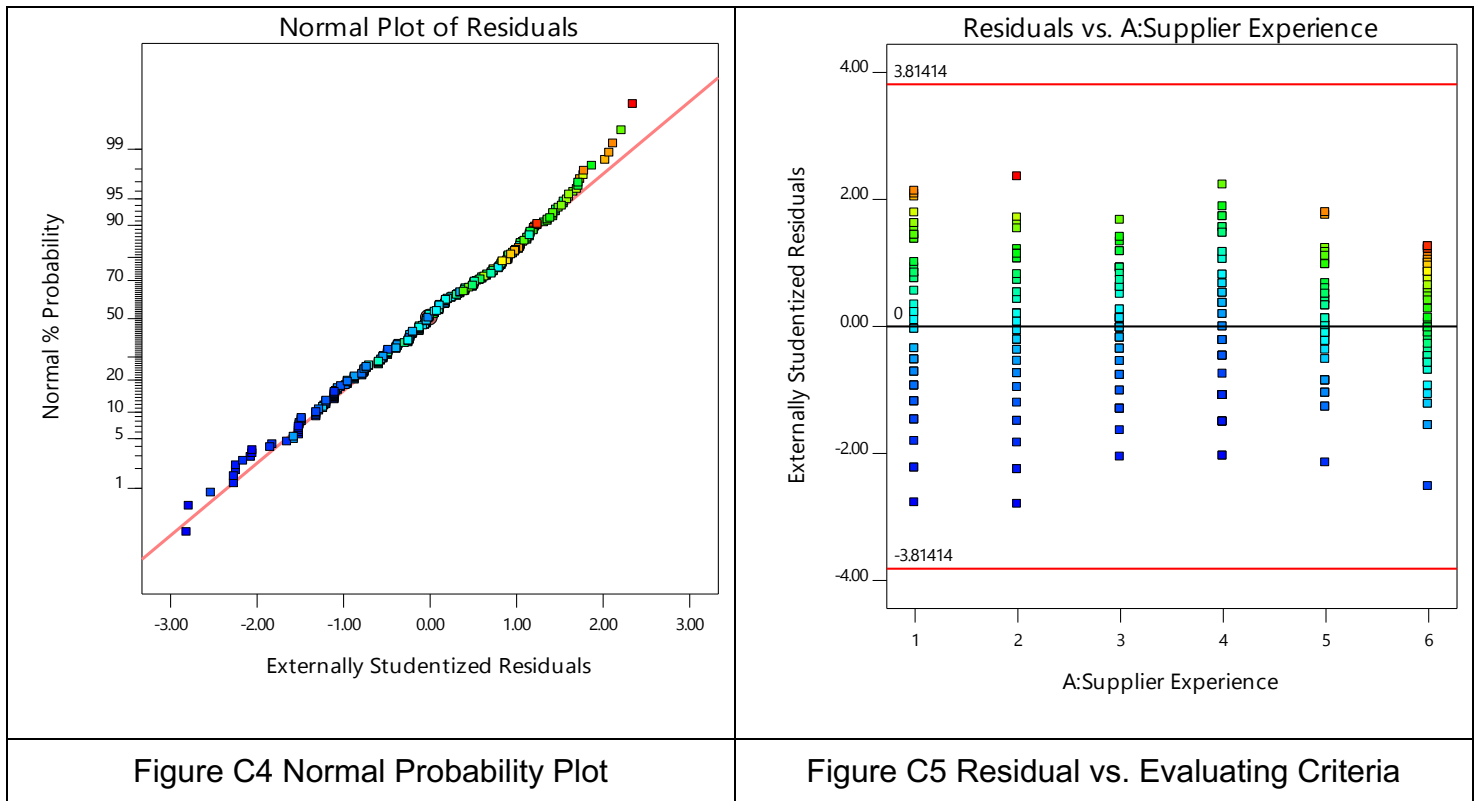 Normal Plot of Residuals
Normal % Probability
99
95
90
70
50
20
10
5
1
-3.00 -2.00 -1.00 0.00 1.00 2.00 3.00
Externally Studentized Residuals
Figure C4 Normal Probability Plot
Residuals vs. A:Supplier Experience
Externally Studentized Residuals
4.00
3.81414
2.00
0
0.00
-2.00
-3.81414
-4.00
1 2 3 4 5 6
A:Supplier Experience
Figure C5 Residual vs. Evaluating Criteria